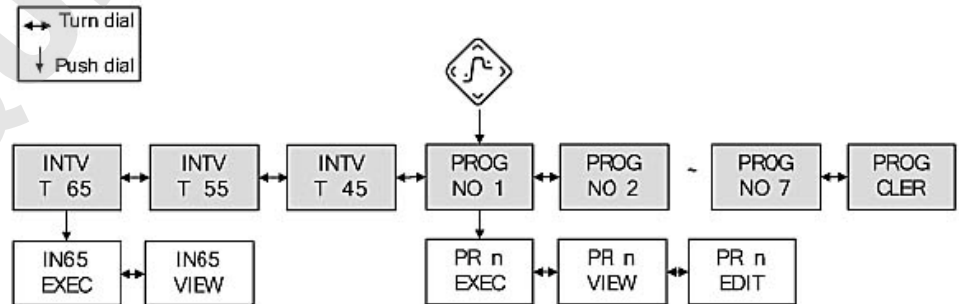 Turn dial
Push dial
INTV
T 65
INTV
T 55
INTV
T 45
PROG
NO 1
PROG
NO 2
~
PROG
NO 7
PROG
CLER
IN65
EXEC
IN65
VIEW
PR n
EXEC
PR n
VIEW
PR n
EDIT